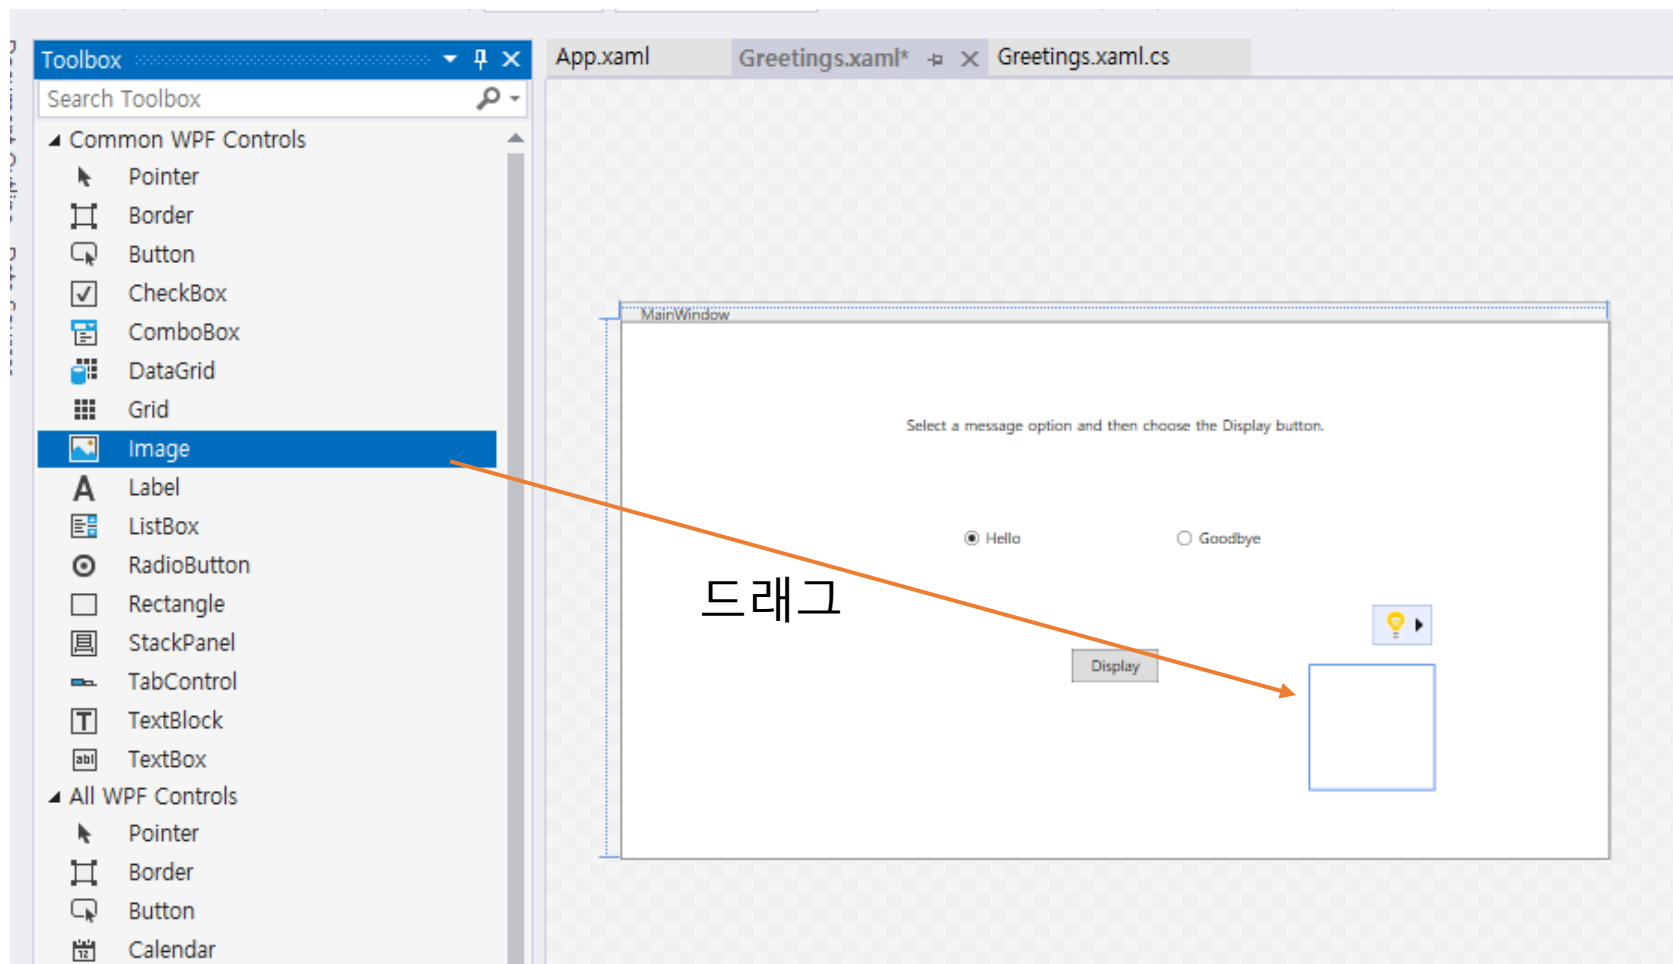 Toolbox
Search Toolbox
Common WPF Controls
Pointer
Border
Button
CheckBox
ComboBox
DataGrid
Grid
Image
Label
ListBox
RadioButton
Rectangle
StackPanel
TabControl
TextBlock
TextBox
All WPF Controls
Pointer
Border
Button
Calendar
App.xaml Greetings.xaml* Greetings.xaml.cs
MainWindow
Select a message option and then choose the Display button.
Hello Goodbye
드래그
Display